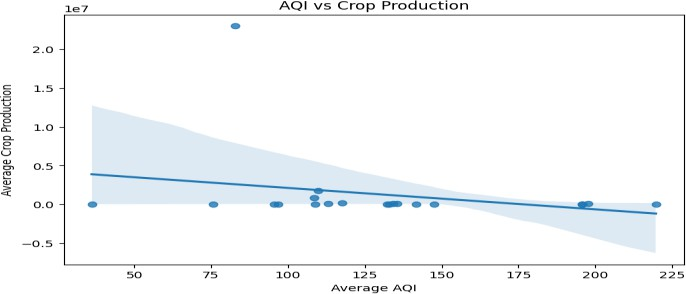 AQI vs Crop Production
1e7
2.0
1.5
1.0
0.5
0.0
−0.5
Average Crop Production
50 75 100 125 150 175 200 225
Average AQI